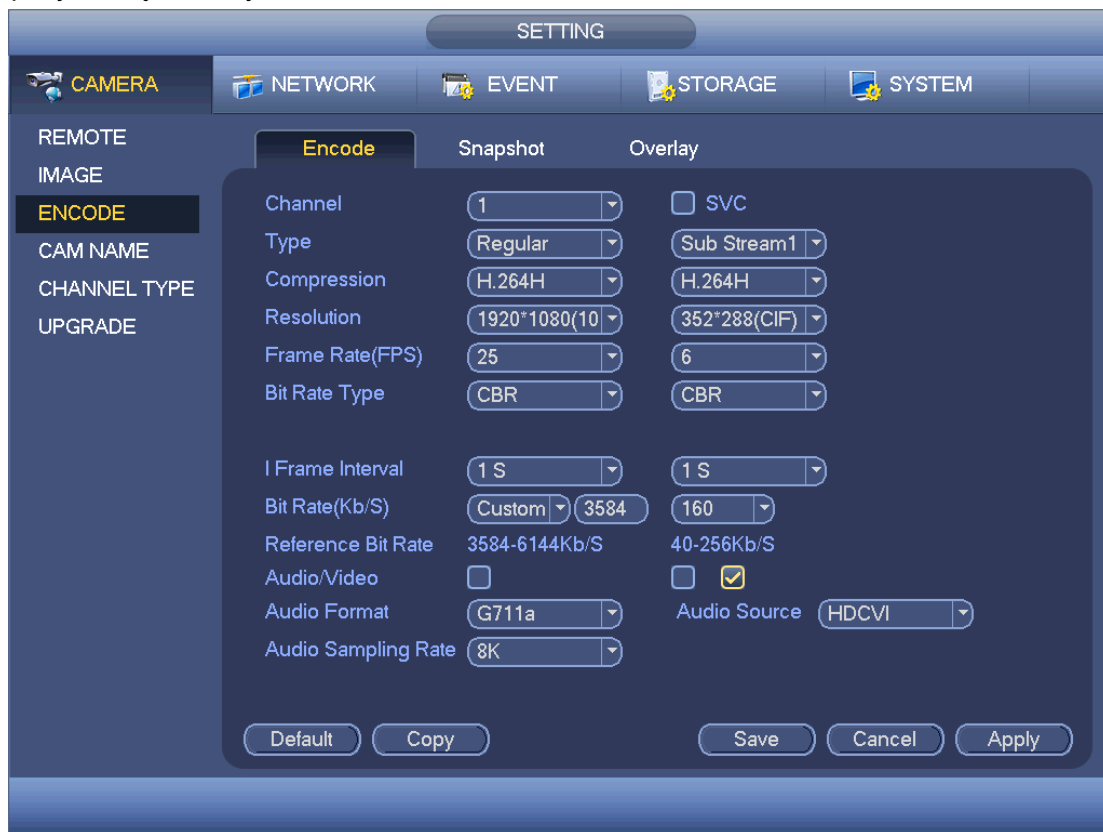 SETTING
CAMERA NETWORK EVENT STORAGE SYSTEM
REMOTE
IMAGE
ENCODE
CAM NAME
CHANNEL TYPE
UPGRADE
Encode Snapshot Overlay
Channel 1 SVC
Type Regular Sub Stream1
Compression H.264H H.264H
Resolution 1920*1080(10 352*288(CIF)
Frame Rate(FPS) 25 6
Bit Rate Type CBR CBR
I Frame Interval 1 S 1 S
Bit Rate(Kb/S) Custom 3584 160
Reference Bit Rate 3584-6144Kb/S 40-256Kb/S
Audio/Video
Audio Format G711a Audio Source HDCVI
Audio Sampling Rate 8K
Default Copy Save Cancel Apply